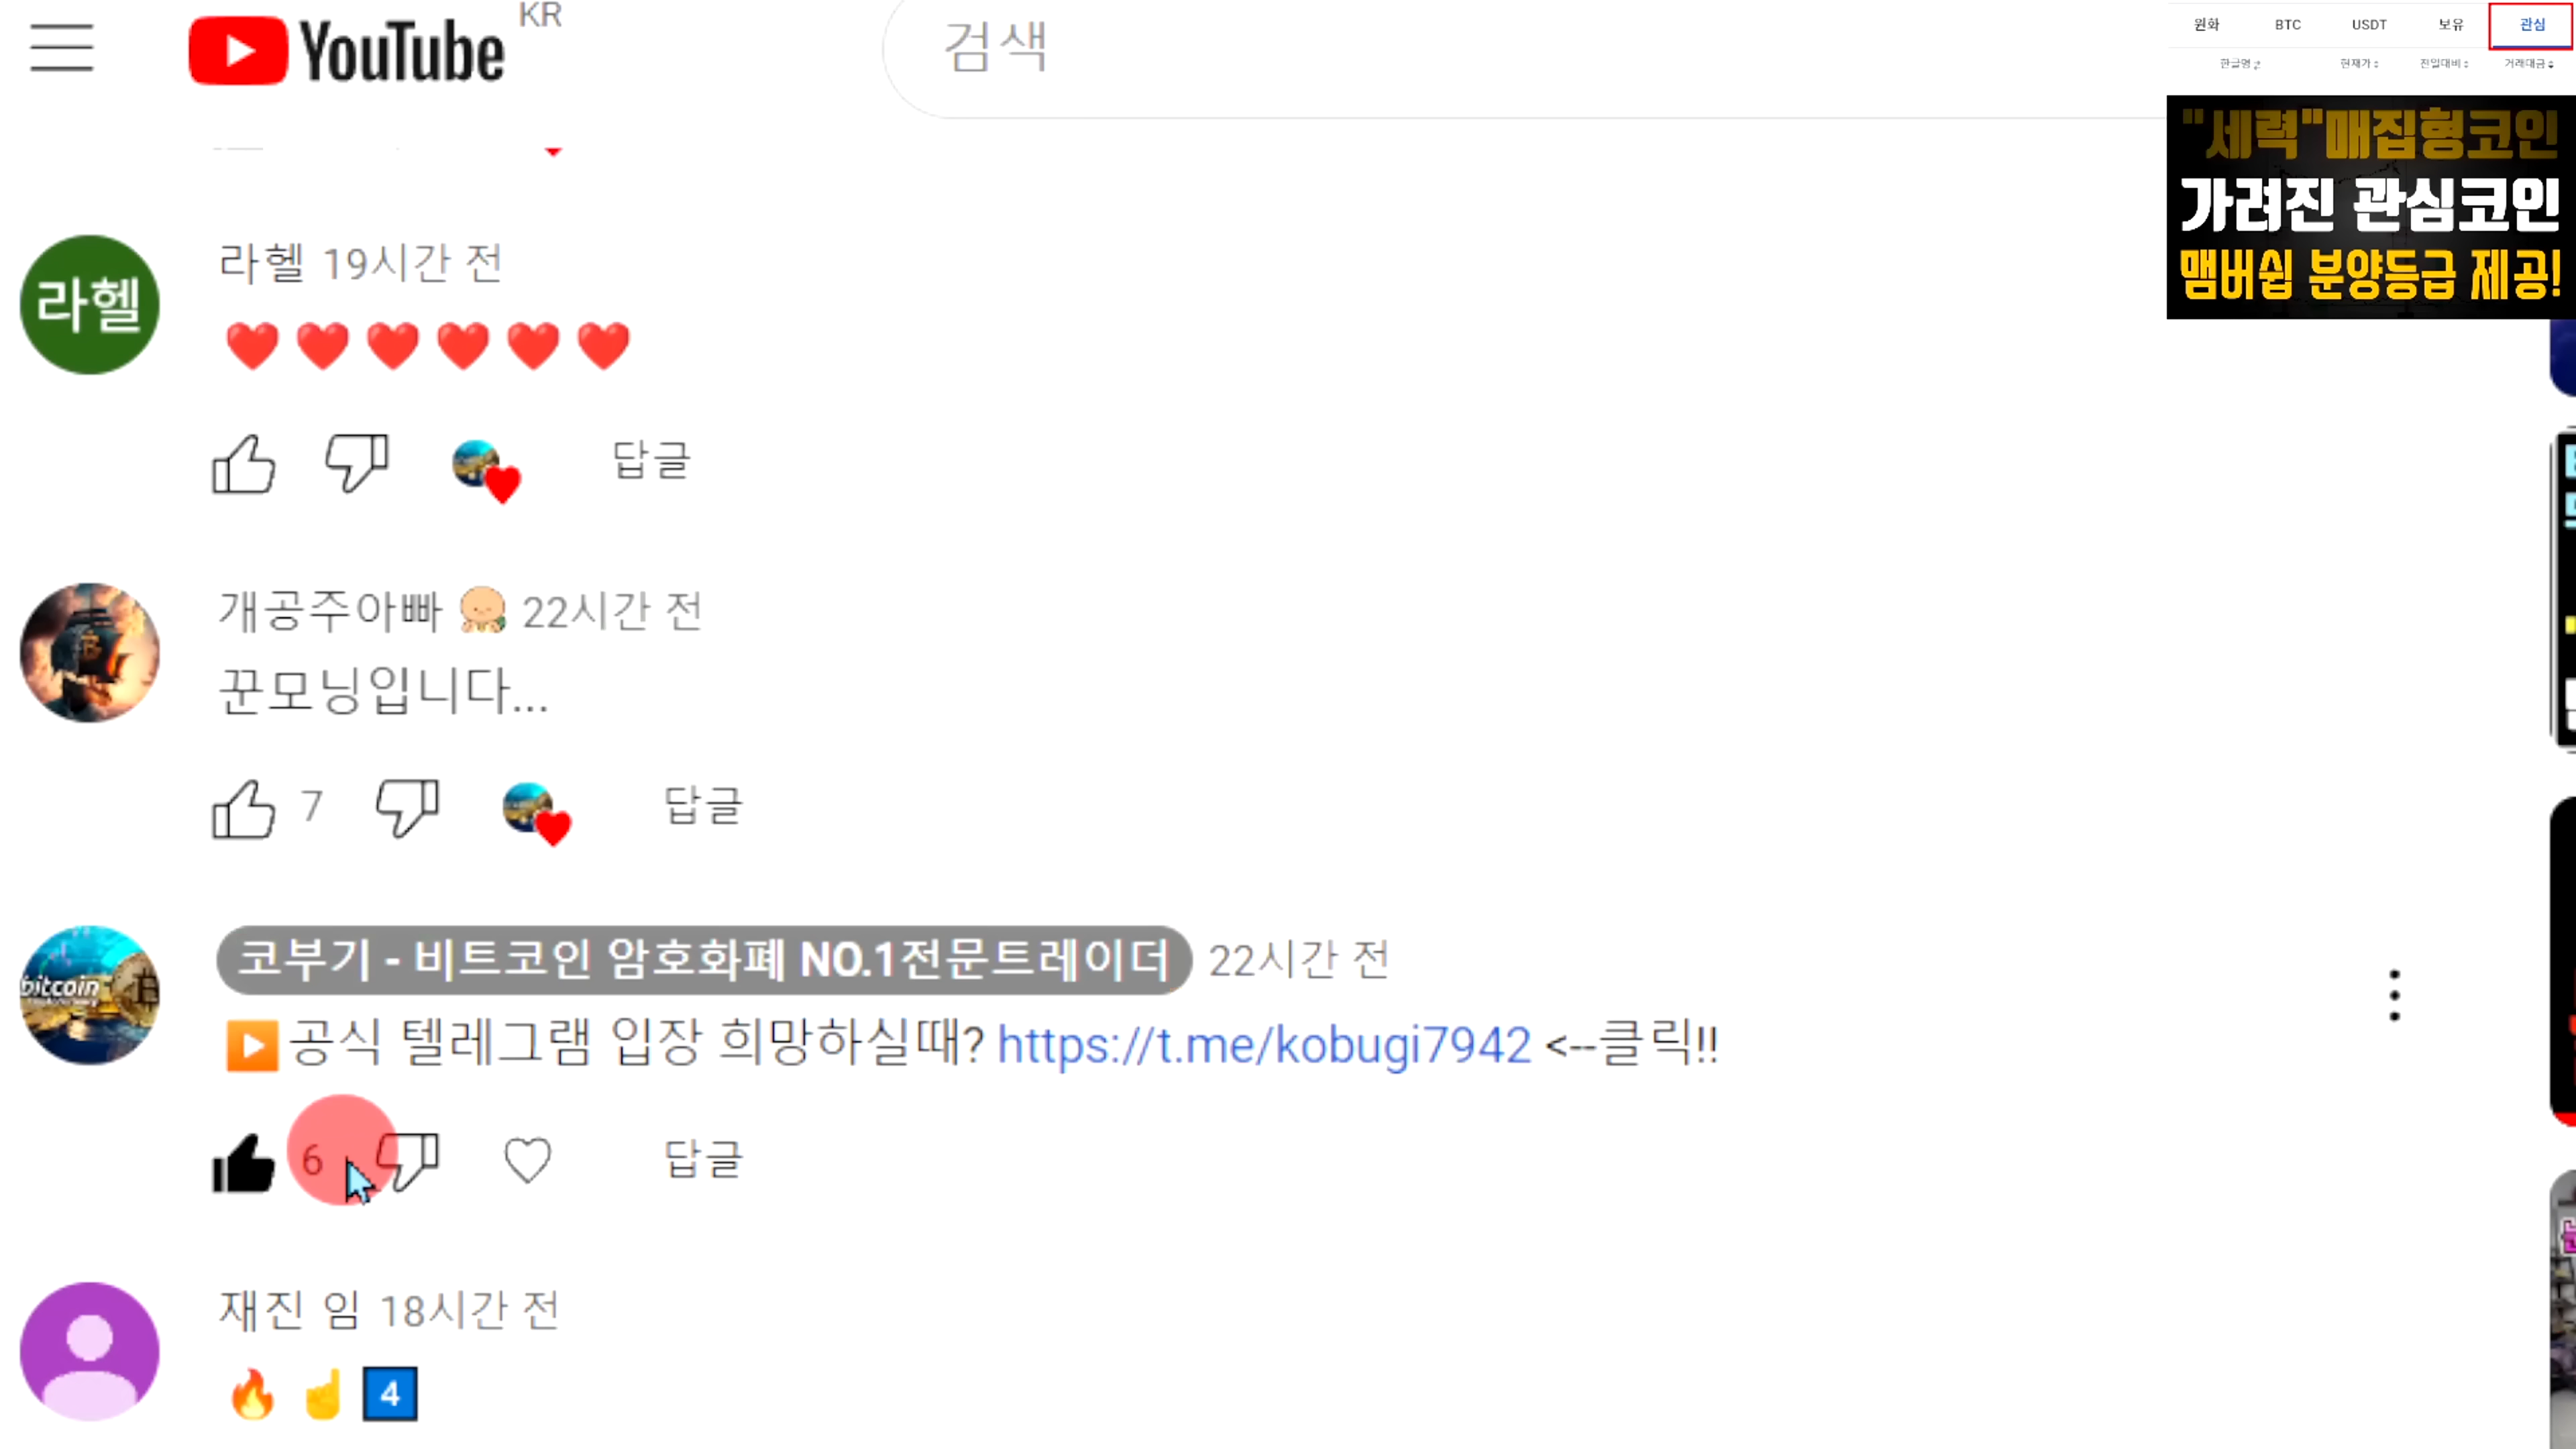 YouTube KR
검색
원화 BTC USDT 보유 관심
한글명 현재가 전일대비 거래대금
"세력"매집형코인
가려진 관심코인
맴버쉽 분양등급 제공!
라헬
라헬 19시간 전
답글
개공주아빠 22시간 전
꾼모닝입니다...
7 답글
bitcoin
코부기 - 비트코인 암호화폐 NO.1전문트레이더 22시간 전
공식 텔레그램 입장 희망하실때? https://t.me/kobugi7942 <--클릭!!
6 답글
재진 임 18시간 전
4